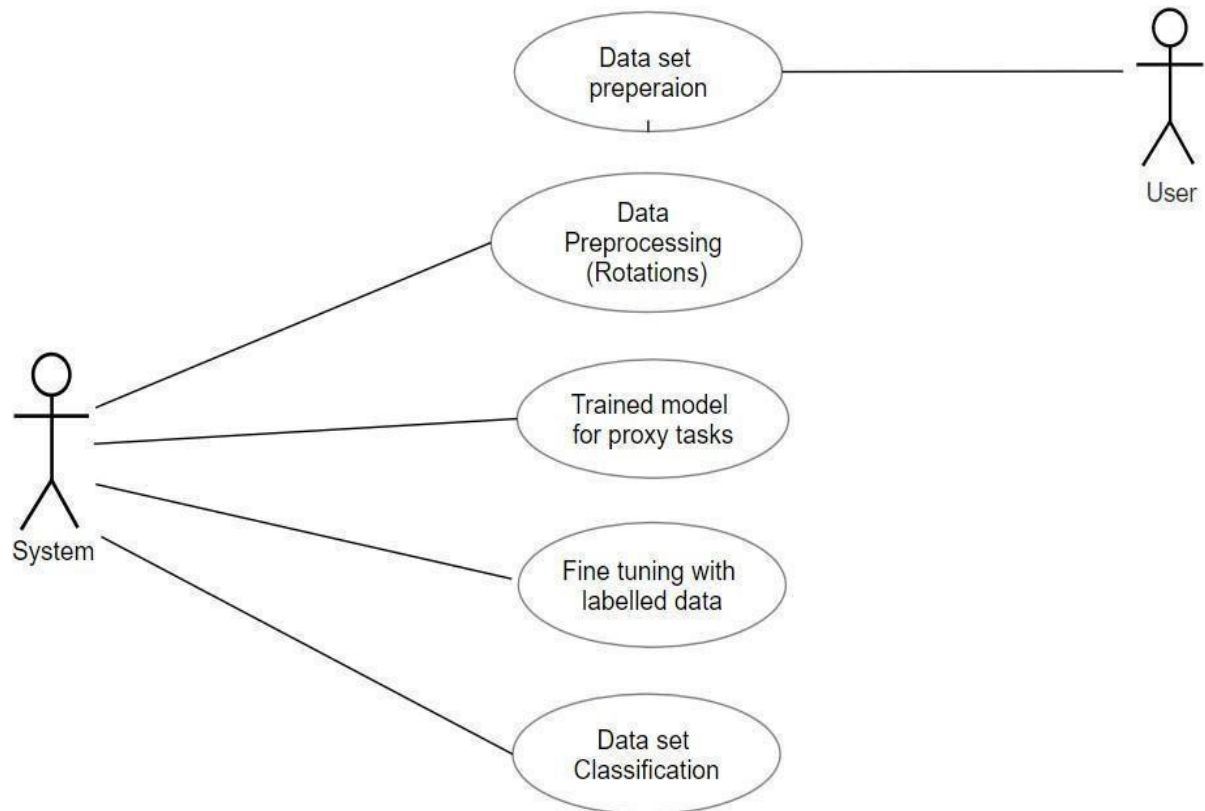 Data set
preperaion
User
Data
Preprocessing
(Rotations)
Trained model
for proxy tasks
System
Fine tuning with
labelled data
Data set
Classification